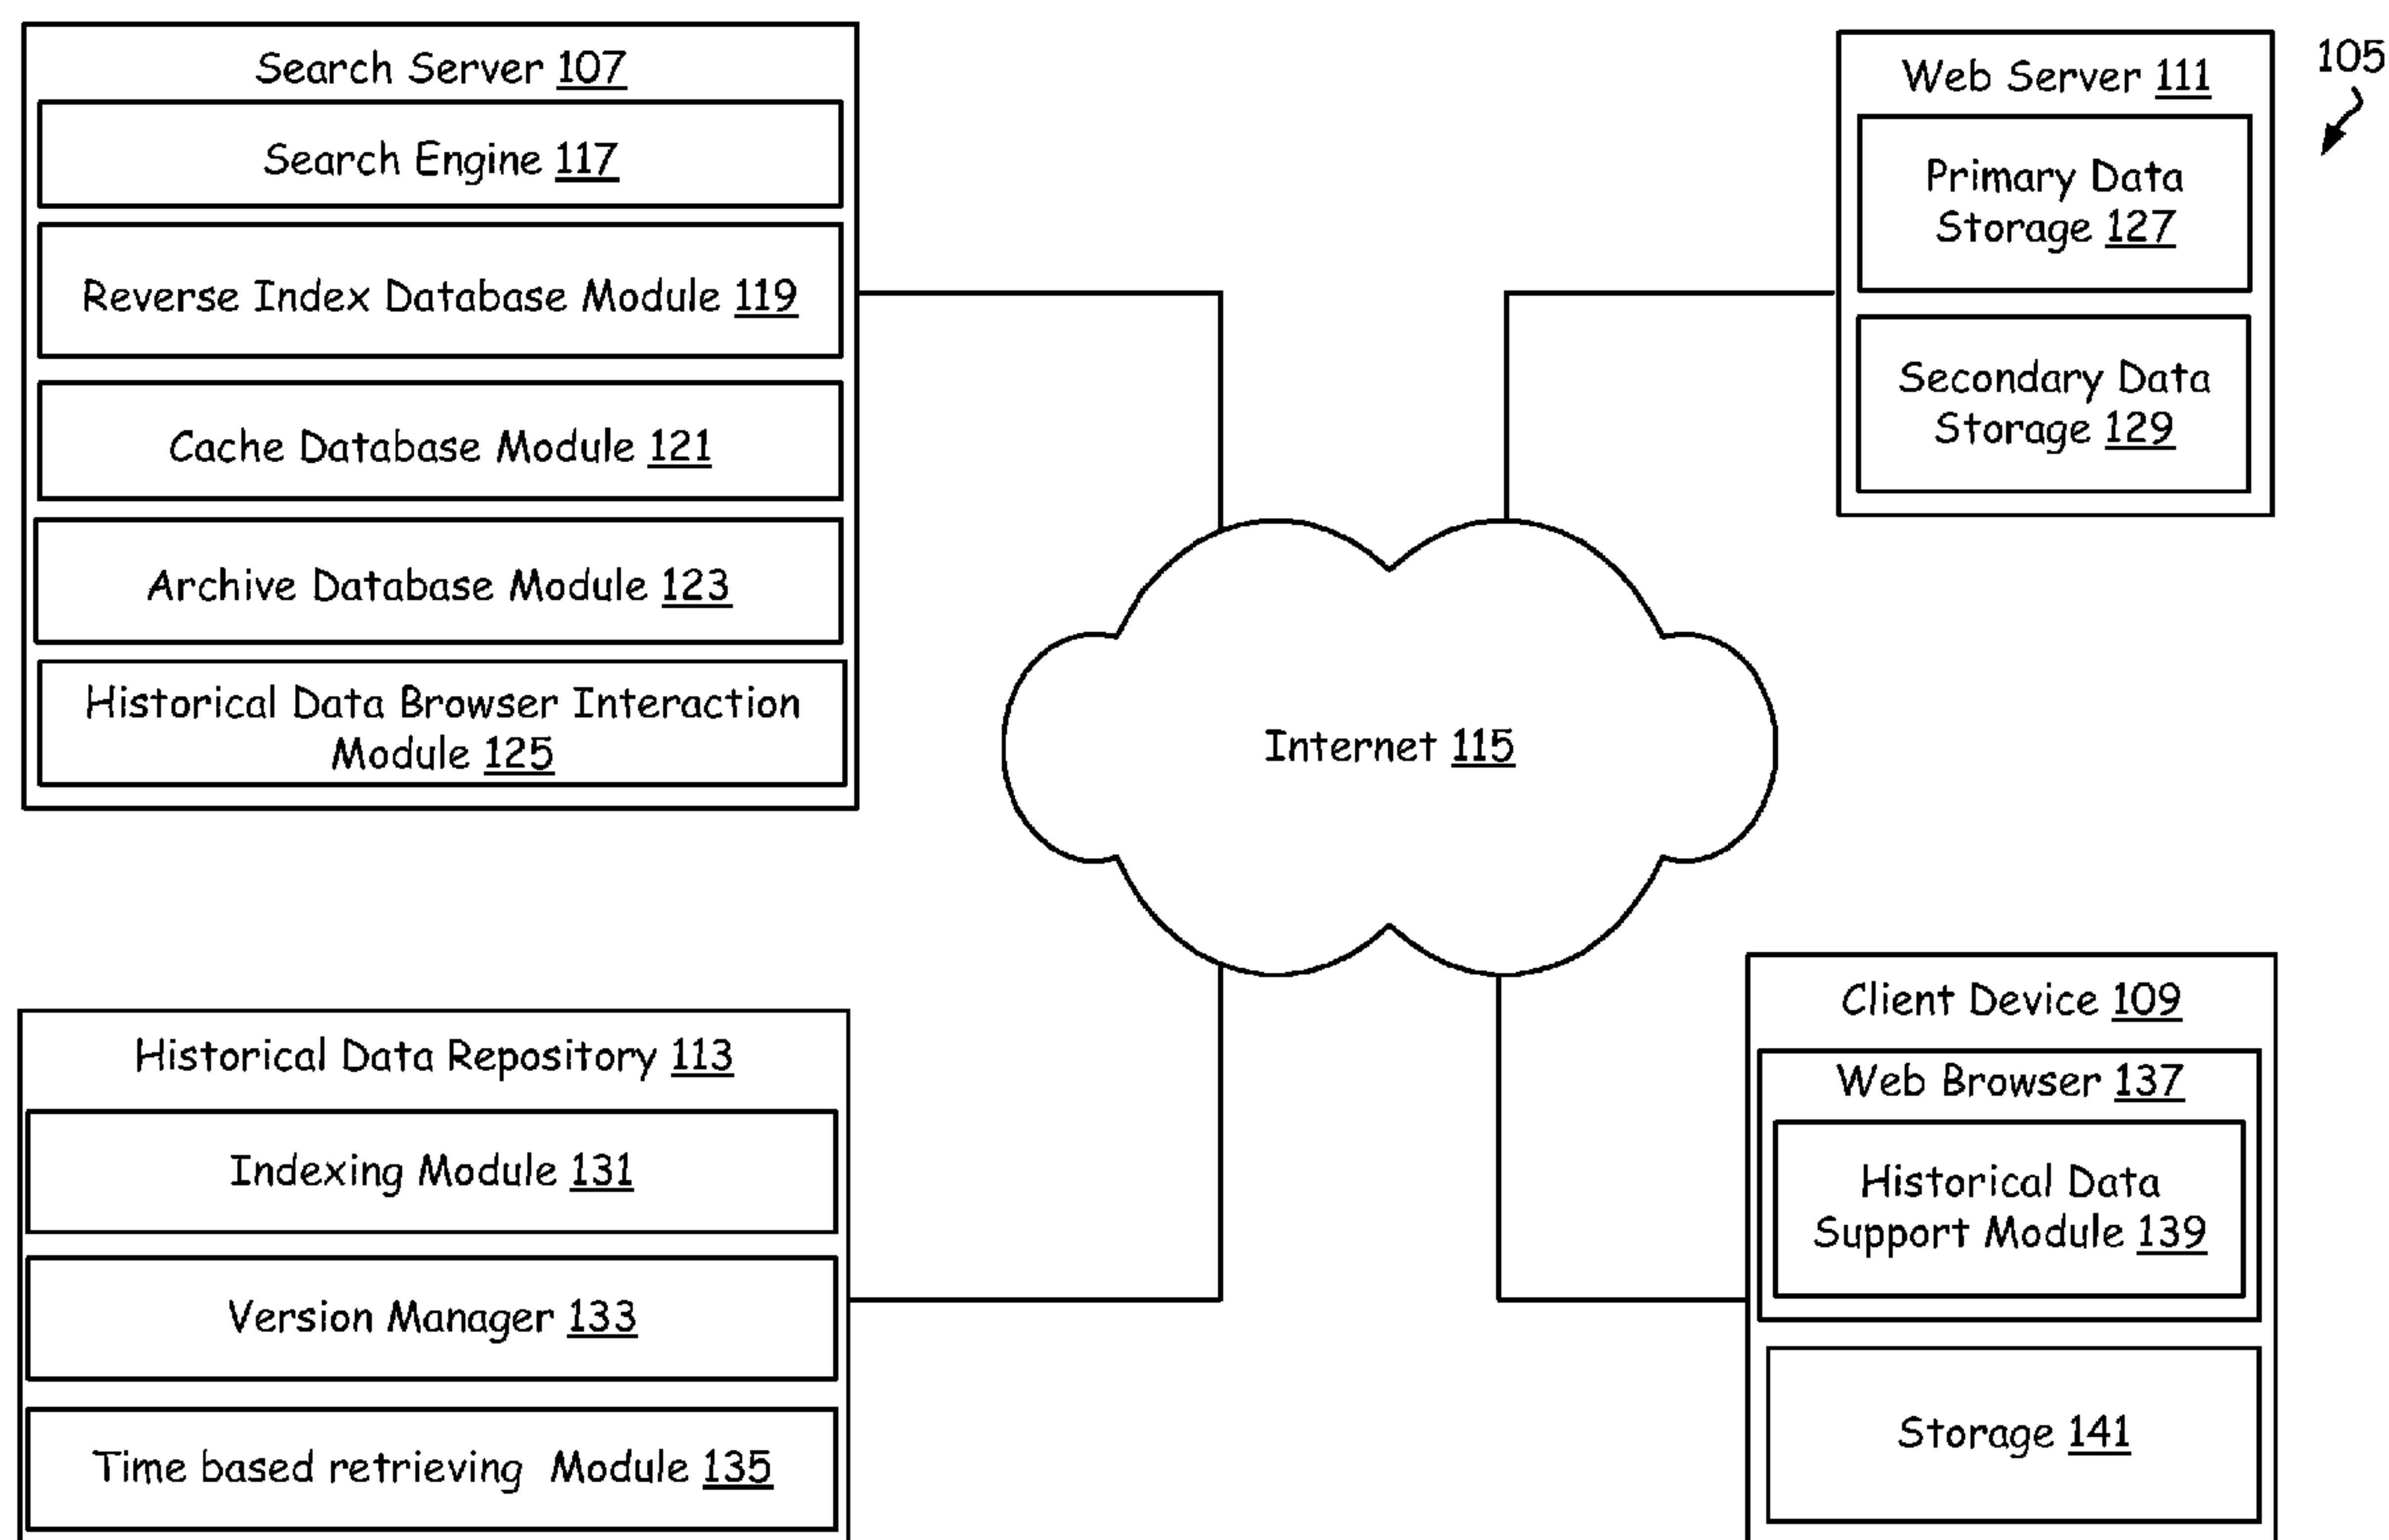 Search Server 107
Search Engine 117
Reverse Index Database Module 119
Cache Database Module 121
Archive Database Module 123
Historical Data Browser Interaction
Module 125
Web Server 111
Primary Data
Storage 127
Secondary Data
Storage 129
105
Internet 115
Historical Data Repository 113
Indexing Module 131
Version Manager 133
Time based retrieving Module 135
Client Device 109
Web Browser 137
Historical Data
Support Module 139
Storage 141